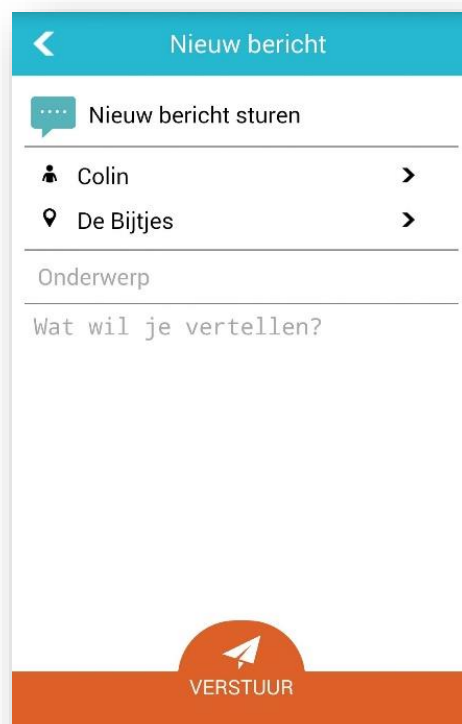 Nieuw bericht
Nieuw bericht sturen
Colin
De Bijtjes
Onderwerp
Wat wil je vertellen?
VERSTUUR